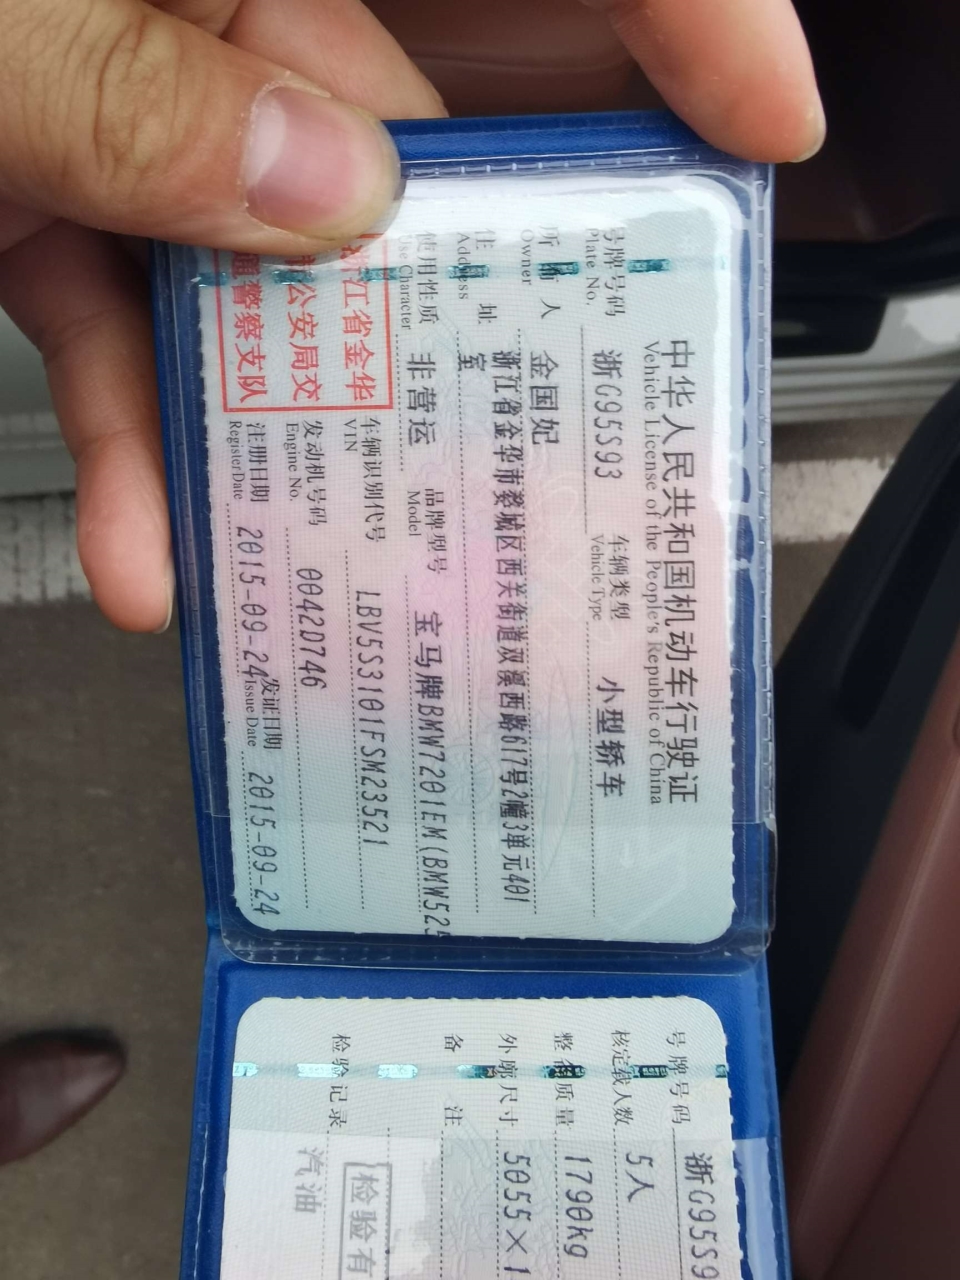 中华人民共和国机动车行驶证
Vehicle License of the People's Republic of China
号牌号码 浙G95S93 车辆类型 小型轿车
Plate No. Vehicle Type
所有人 金国妃
Owner
住址 浙江省金华市婺城区西关街道双溪西路617号2幢3单元401
室
Address
使用性质 非营运 品牌型号 宝马牌BMW7201EM(BMW525
Use Character Model
浙江省金华
公安局交
警察支队
车辆识别代号 LBV5S3101FSM23521
VIN
发动机号码 0042D746
Engine No.
注册日期 2015-09-24 发证日期 2015-09-24
Register Date Issue Date
号牌号码 浙G95S9
核定载人数 5人
整备质量 1790kg
外廓尺寸 5055×1
备注
检验有
检验记录 汽油